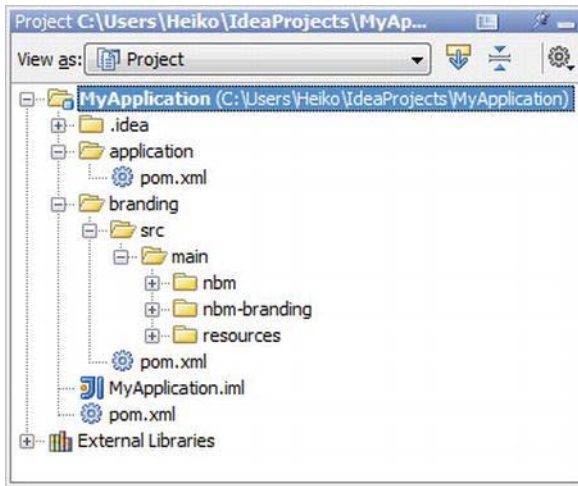 Project C:\Users\Heiko\IdeaProjects\MyAp...
View as: Project
MyApplication (C:\Users\Heiko\IdeaProjects\MyApplication)
.idea
application
pom.xml
branding
src
main
nbm
nbm-branding
resources
pom.xml
MyApplication.iml
pom.xml
External Libraries